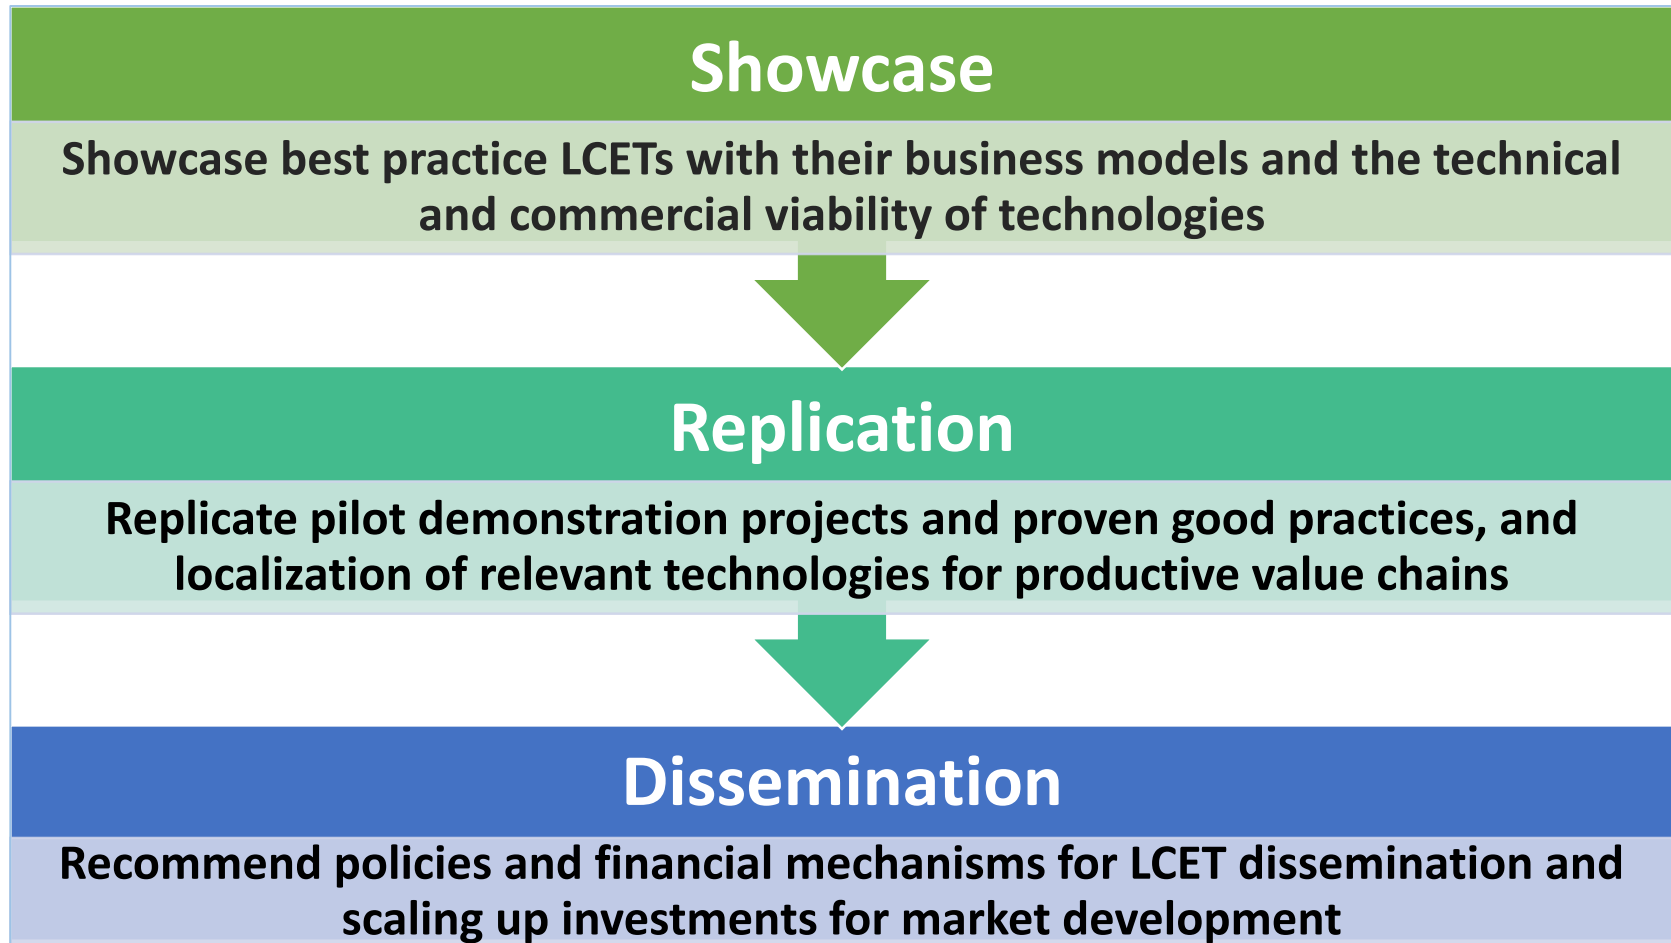 Showcase
Showcase best practice LCETs with their business models and the technical
and commercial viability of technologies
Replication
Replicate pilot demonstration projects and proven good practices, and
localization of relevant technologies for productive value chains
Dissemination
Recommend policies and financial mechanisms for LCET dissemination and
scaling up investments for market development